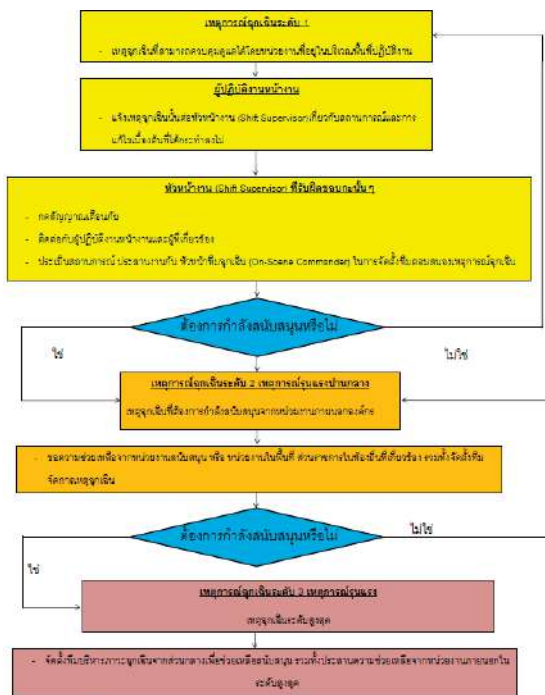 เหตุการณ์ฉุกเฉินระดับ 1
- เหตุฉุกเฉินที่สามารถควบคุมดูแลได้โดยหน่วยงานที่อยู่ในบริเวณพื้นที่ปฏิบัติงาน
ผู้ปฏิบัติงานหน้างาน
- แจ้งเหตุฉุกเฉินนั้นต่อหัวหน้างาน (Shift Supervisor)เกี่ยวกับสถานการณ์และการ
แก้ไขเบื้องต้นที่ได้กระทำลงไป
หัวหน้างาน (Shift Supervisor) ที่รับผิดชอบกะนั้นๆ
- กดสัญญาณเตือนภัย
- ติดต่อกับผู้ปฏิบัติงานหน้างานและผู้ที่เกี่ยวข้อง
- ประเมินสถานการณ์ ประสานงานกับ หัวหน้าทีมฉุกเฉิน (On-Scene Commander) ในการจัดตั้งทีมตอบสนองเหตุการณ์ฉุกเฉิน
ต้องการกำลังสนับสนุนหรือไม่
ใช่
ไม่ใช่
เหตุการณ์ฉุกเฉินระดับ 2 เหตุการณ์รุนแรงปานกลาง
เหตุฉุกเฉินที่ต้องการกำลังสนับสนุนจากหน่วยงานภายนอกองค์กร
- ขอความช่วยเหลือจากหน่วยงานสนับสนุน หรือ หน่วยงานในพื้นที่ ส่วนราชการในท้องถิ่นที่เกี่ยวข้อง รวมทั้งจัดตั้งทีม
จัดการเหตุฉุกเฉิน
ต้องการกำลังสนับสนุนหรือไม่
ไม่ใช่
ใช่
เหตุการณ์ฉุกเฉินระดับ 3 เหตุการณ์รุนแรง
เหตุฉุกเฉินระดับสูงสุด
- จัดตั้งทีมบริหารภาวะฉุกเฉินจากส่วนกลางเพื่อช่วยเหลือสนับสนุน รวมทั้งประสานความช่วยเหลือจากหน่วยงานภายนอกใน
ระดับสูงสุด